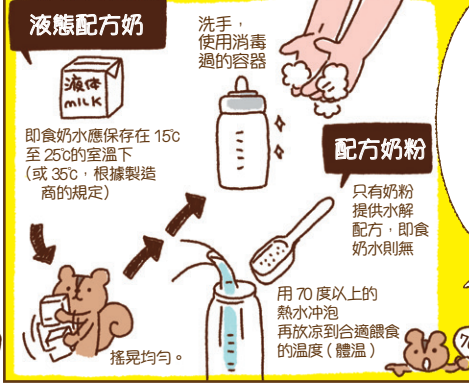 液態配方奶
洗手，
使用消毒
過的容器
液体
MILK
即食奶水應保存在 15℃
至 25℃的室溫下
(或 35℃，根據製造
商的規定)
配方奶粉
只有奶粉
提供水解
配方，即食
奶水則無
用 70 度以上的
熱水冲泡
再放凉到合適餵食
的温度 ( 體溫 )
搖晃均勻。